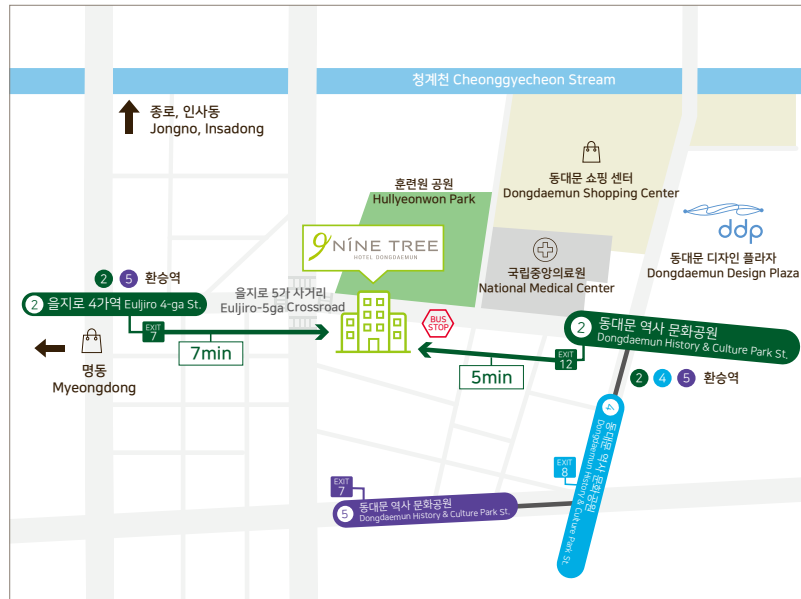 청계천 Cheonggyecheon Stream
종로, 인사동
Jongno, Insadong
훈련원 공원
Hullyeonwon Park
동대문 쇼핑 센터
Dongdaemun Shopping Center
ddp
동대문 디자인 플라자
Dongdaemun Design Plaza
국립중앙의료원
National Medical Center
9 NINE TREE
HOTEL DONGDAEMUN
2 5 환승역
2 을지로 4가역 Euljiro 4-ga St.
을지로 5가 사거리
Euljiro-5ga Crossroad
EXIT
7
7min
BUS
STOP
명동
Myeongdong
2 동대문 역사 문화공원
Dongdaemun History & Culture Park St.
EXIT
12
5min
2 4 5 환승역
4 동대문 역사 문화공원
Dongdaemun History & Culture Park St.
EXIT
8
EXIT
7
5 동대문 역사 문화공원
Dongdaemun History & Culture Park St.